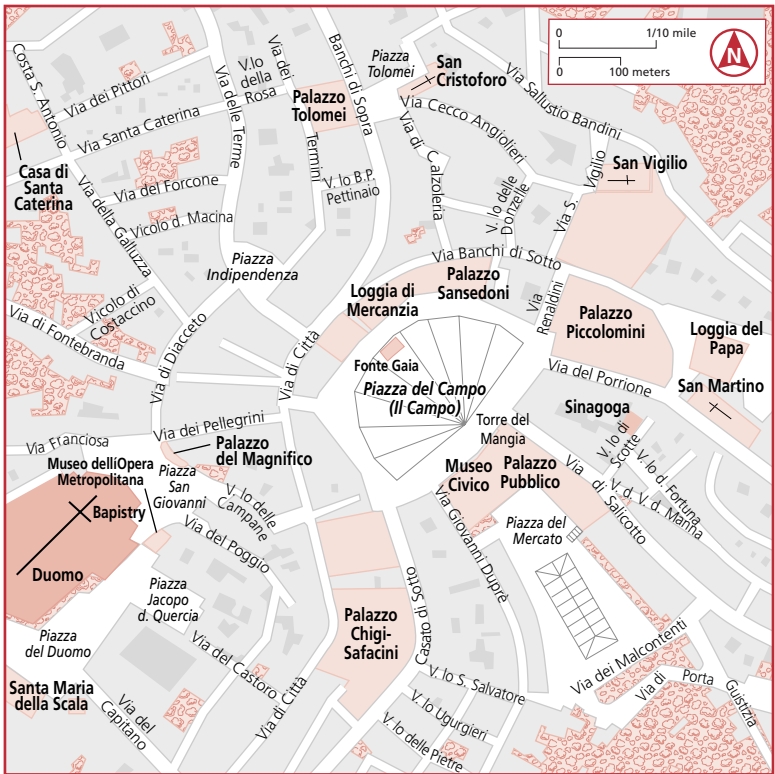 0 1/10 mile
0 100 meters
N
Costa S. Antonio
Via dei Pittori
V.lo
della
Rosa
Via dei
Termini
Banchi di Sopra
Piazza
Tolomei
San
Cristoforo
Via Sallustio Bandini
Via delle Terme
Palazzo
Tolomei
Via Cecco Angiolieri
Via Santa Caterina
Via di Calzoleria
San Vigilio
Via S. Vigilio
Casa di
Santa
Caterina
Via della Galluzza
Via del Forcone
V. lo B.P.
Pettinaio
V. lo delle
Donzelle
Vicolo d. Macina
Piazza
Indipendenza
Via Banchi di Sotto
Palazzo
Sansedoni
Loggia di
Mercanzia
Via
Renaldini
Palazzo
Piccolomini
Loggia del
Papa
Vicolo di
Costaccino
Via di Fontebranda
Via di Diacceto
Via di Città
Fonte Gaia
Piazza del Campo
(Il Campo)
Via del Porrione
San Martino
Sinagoga
Via dei Pellegrini
Torre del
Mangia
V. lo di
Scotte
Via Franciosa
Palazzo
del Magnifico
Museo dellíOpera
Metropolitana
Piazza
San
Giovanni
V. lo delle
Campane
Museo
Civico
Palazzo
Pubblico
Via di Salicotto
V. lo d. Fortuna
V. d. V. d. Manna
Bapistry
Via del Poggio
Via Giovanni Duprè
Piazza del
Mercato
Duomo
Piazza
Jacopo
d. Quercia
Palazzo
Chigi-
Safacini
Casato di Sotto
Piazza
del Duomo
Via del Castoro
Via dei Malcontenti
Santa Maria
della Scala
Via del
Capitano
Via di Città
V. lo S. Salvatore
V. lo Ugurgieri
V. lo delle Pietre
Via di Porta
Guistizia